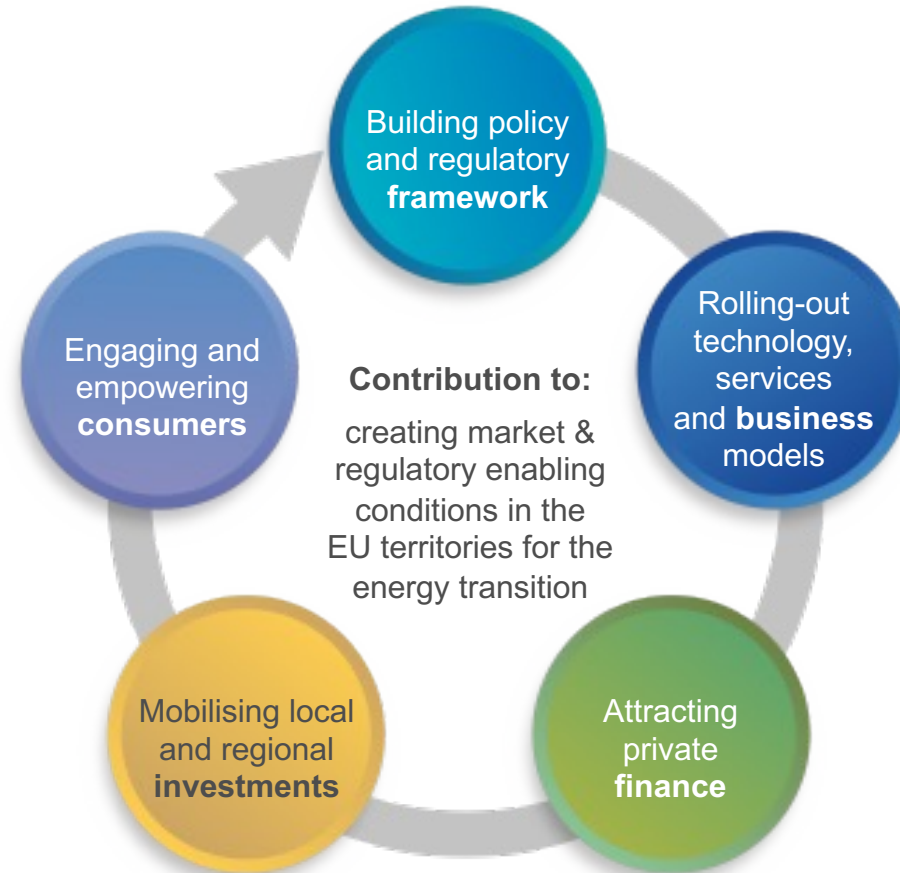 Building policy
and regulatory
framework
Rolling-out
technology,
services
and business
models
Attracting
private
finance
Mobilising local
and regional
investments
Engaging and
empowering
consumers
Contribution to:
creating market &
regulatory enabling
conditions in the
EU territories for the
energy transition